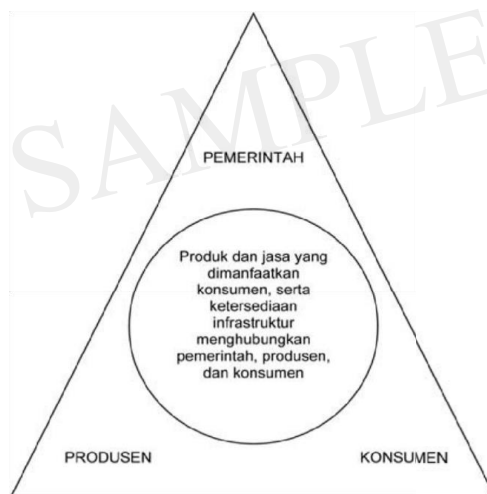 SAMPLE
PEMERINTAH
Produk dan jasa yang
dimanfaatkan
konsumen, serta
ketersediaan
infrastruktur
menghubungkan
pemerintah, produsen,
dan konsumen
PRODUSEN
KONSUMEN